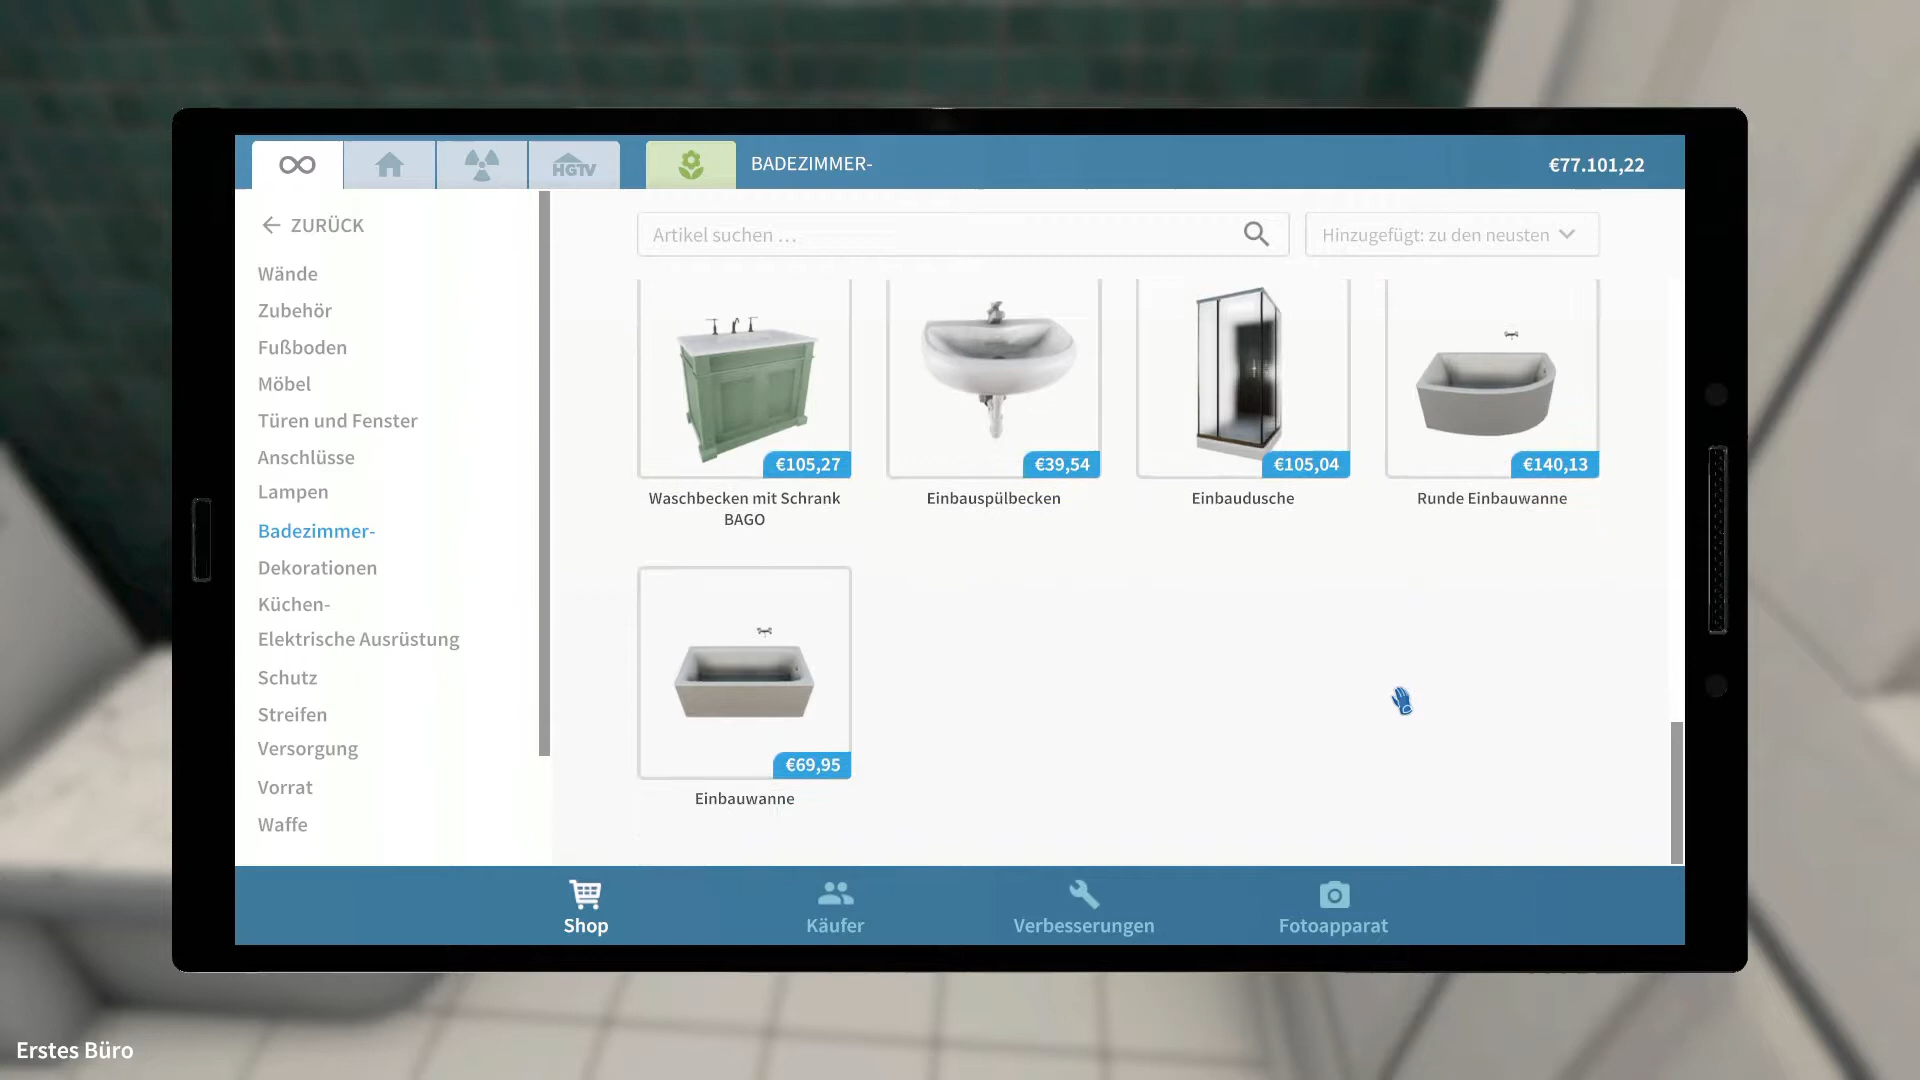 HGTV
BADEZIMMER-
€77.101,22
ZURÜCK
Artikel suchen ...
Hinzugefügt: zu den neusten
Wände
Zubehör
Fußboden
Möbel
Türen und Fenster
Anschlüsse
Lampen
Badezimmer-
Dekorationen
Küchen-
Elektrische Ausrüstung
Schutz
Streifen
Versorgung
Vorrat
Waffe
€105,27
€39,54
€105,04
€140,13
Waschbecken mit Schrank
BAGO
Einbauspülbecken
Einbaudusche
Runde Einbauwanne
€69,95
Einbauwanne
Shop
Käufer
Verbesserungen
Fotoapparat
Erstes Büro